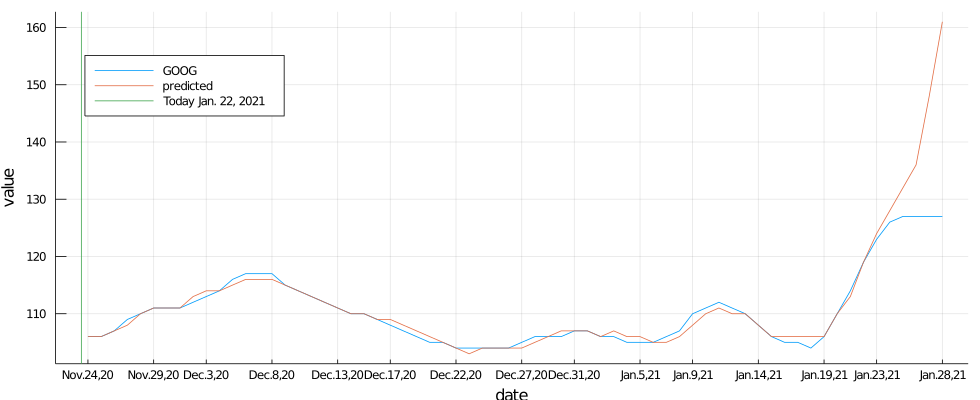 160
150
140
130
120
110
value
GOOG
predicted
Today Jan. 22, 2021
Nov.24,20 Nov.29,20 Dec.3,20 Dec.8,20 Dec.13,20 Dec.17,20 Dec.22,20 Dec.27,20 Dec.31,20 Jan.5,21 Jan.9,21 Jan.14,21 Jan.19,21 Jan.23,21 Jan.28,21
date